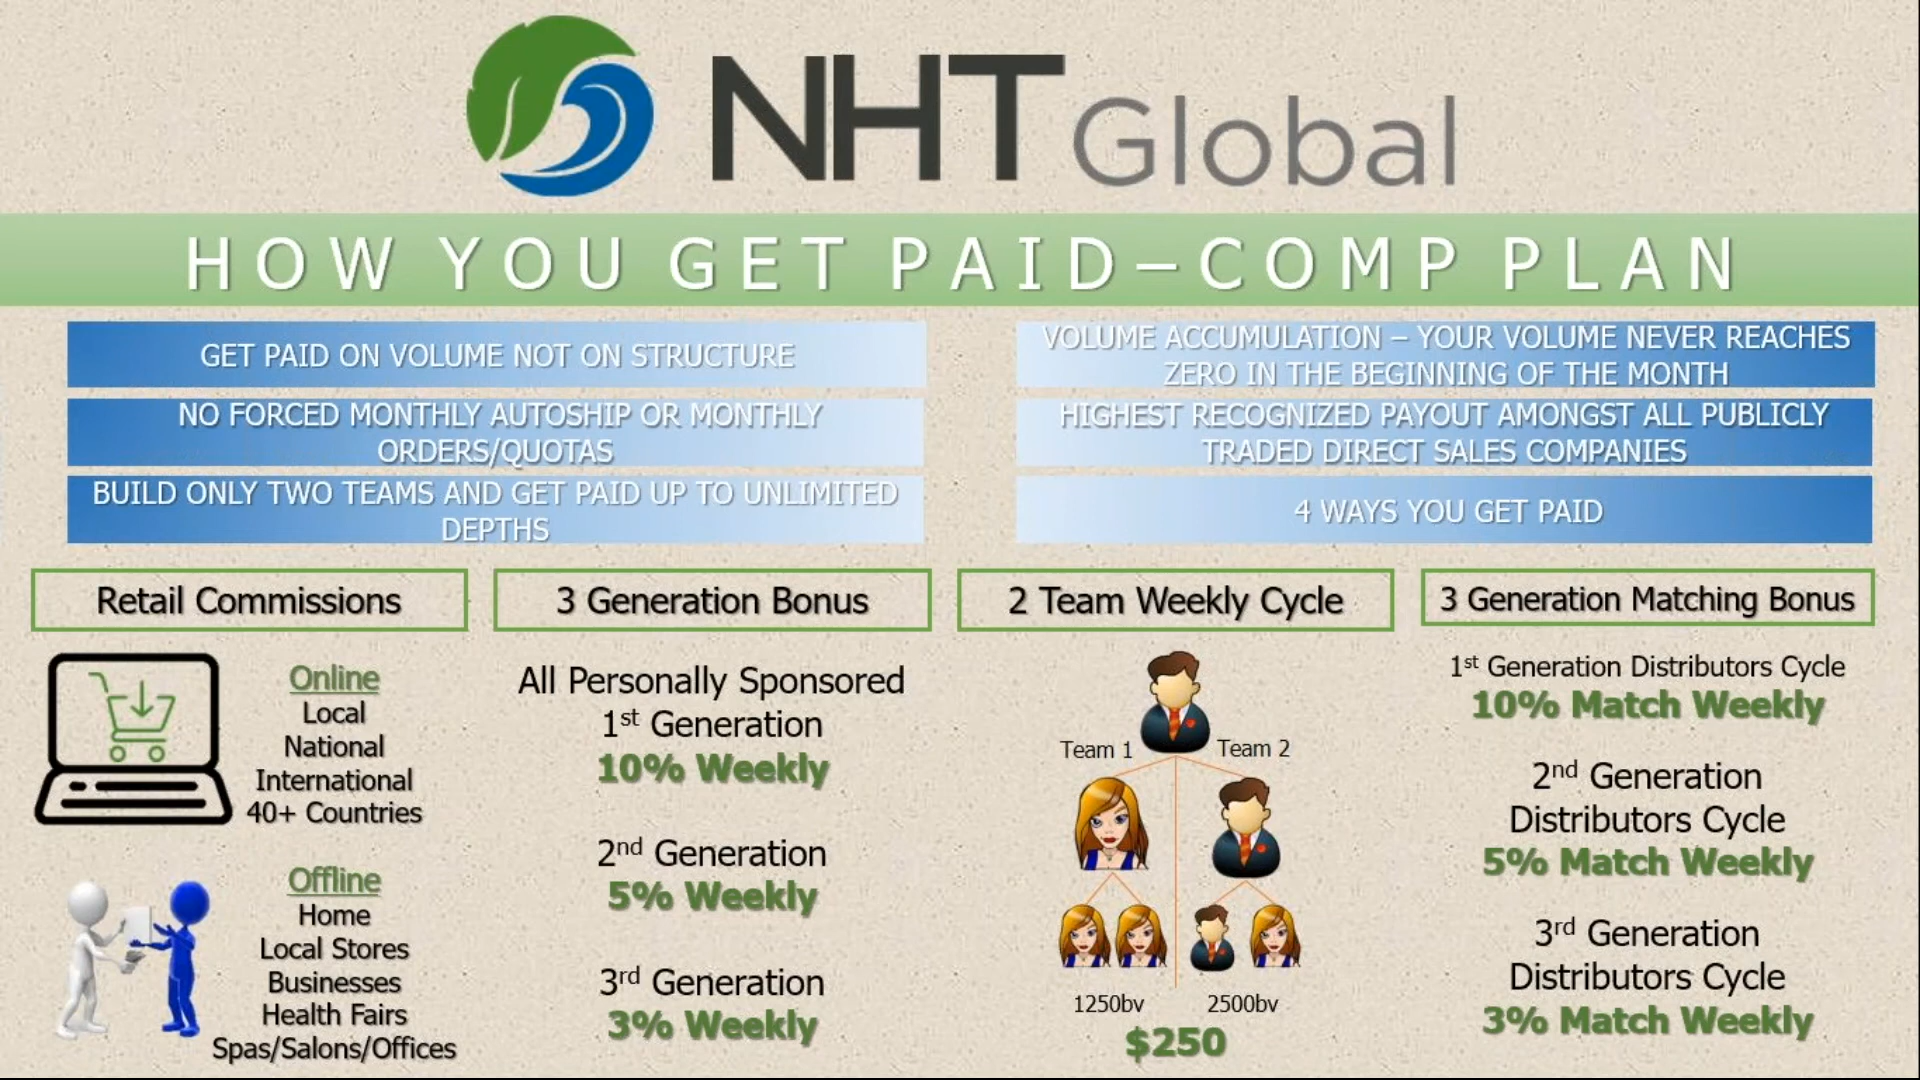 NHT Global
HOW YOU GET PAID–COMP PLAN
GET PAID ON VOLUME NOT ON STRUCTURE
NO FORCED MONTHLY AUTOSHIP OR MONTHLY
ORDERS/QUOTAS
BUILD ONLY TWO TEAMS AND GET PAID UP TO UNLIMITED
DEPTHS
VOLUME ACCUMULATION – YOUR VOLUME NEVER REACHES
ZERO IN THE BEGINNING OF THE MONTH
HIGHEST RECOGNIZED PAYOUT AMONGST ALL PUBLICLY
TRADED DIRECT SALES COMPANIES
4 WAYS YOU GET PAID
Retail Commissions
Online
Local
National
International
40+ Countries
Offline
Home
Local Stores
Businesses
Health Fairs
Spas/Salons/Offices
3 Generation Bonus
All Personally Sponsored
1st Generation
10% Weekly
2nd Generation
5% Weekly
3rd Generation
3% Weekly
2 Team Weekly Cycle
Team 1
Team 2
1250bv
2500bv
$250
3 Generation Matching Bonus
1st Generation Distributors Cycle
10% Match Weekly
2nd Generation
Distributors Cycle
5% Match Weekly
3rd Generation
Distributors Cycle
3% Match Weekly